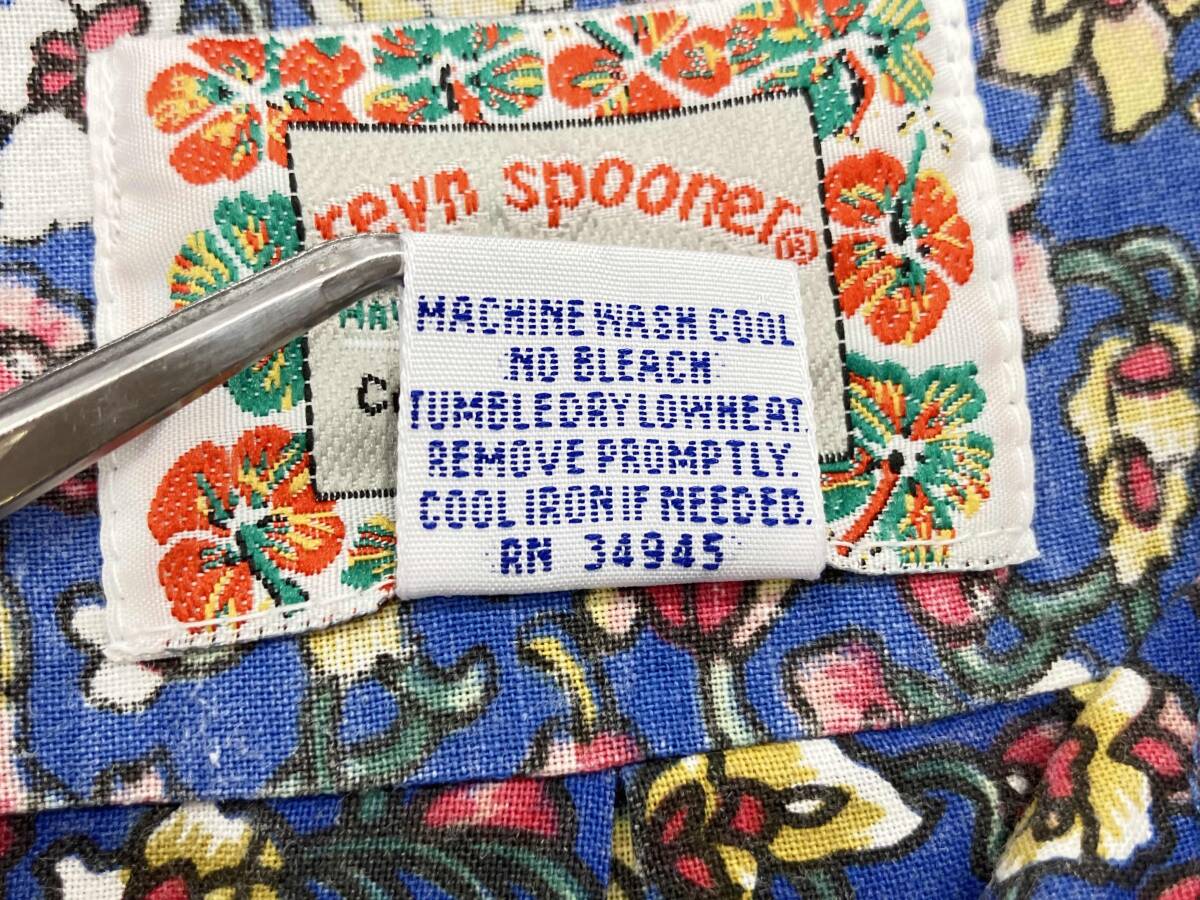 reyn spooner®
MACHINE WASH COOL
NO BLEACH
TUMBLE DRY LOW HEAT.
REMOVE PROMPTLY.
COOL IRON IF NEEDED.
RN 34945